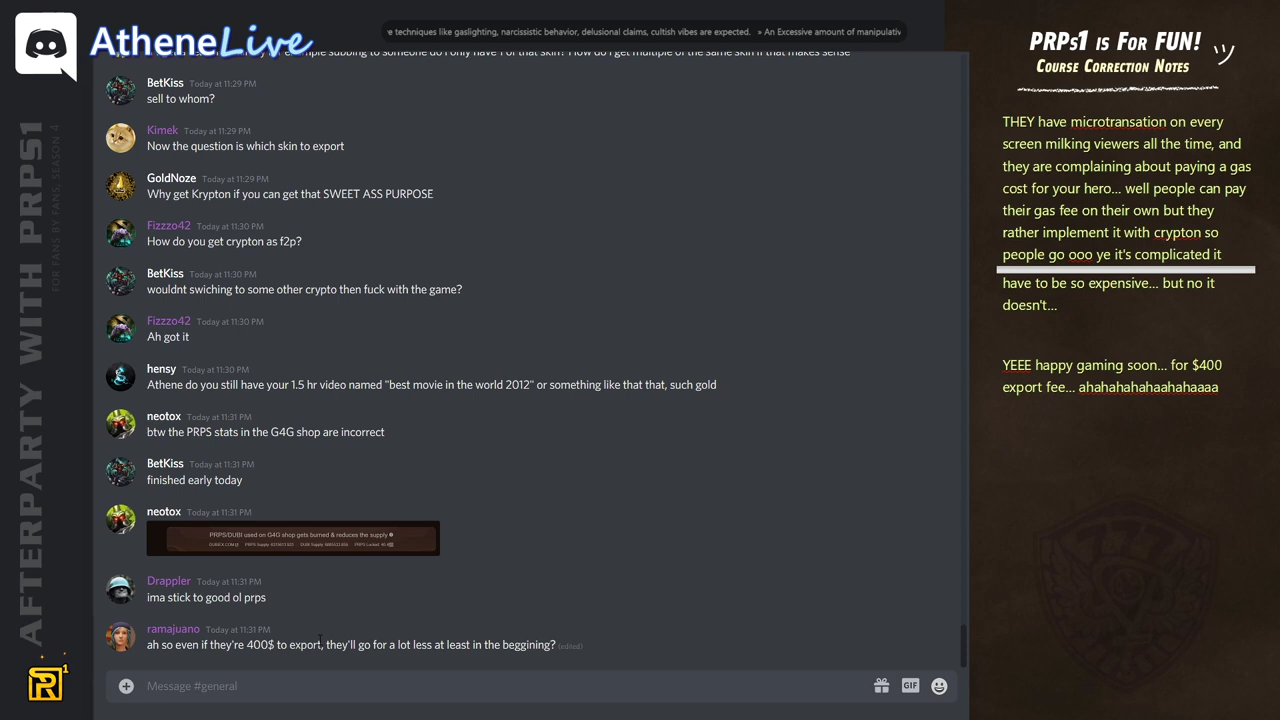 AtheneLive
e techniques like gaslighting, narcissistic behavior, delusional claims, cultish vibes are expected.   » An Excessive amount of manipulativ
BetKiss Today at 11:29 PM
sell to whom?
Kimek Today at 11:29 PM
Now the question is which skin to export
GoldNoze Today at 11:29 PM
Why get Krypton if you can get that SWEET ASS PURPOSE
Fizzzo42 Today at 11:30 PM
How do you get crypton as f2p?
BetKiss Today at 11:30 PM
wouldnt swiching to some other crypto then fuck with the game?
Fizzzo42 Today at 11:30 PM
Ah got it
hensy Today at 11:30 PM
Athene do you still have your 1.5 hr video named "best movie in the world 2012" or something like that that, such gold
neotox Today at 11:31 PM
btw the PRPS stats in the G4G shop are incorrect
BetKiss Today at 11:31 PM
finished early today
neotox Today at 11:31 PM
PRPS/DUBI used on G4G shop gets burned & reduces the supply
Drappler Today at 11:31 PM
ima stick to good ol prps
ramajuano Today at 11:31 PM
ah so even if they're 400$ to export, they'll go for a lot less at least in the beggining? (edited)
Message #general
GIF
AFTERPARTY WITH PRPS1
FOR FANS BY FANS, SEASON 4
R1
PRPs1 is For FUN!
Course Correction Notes
ツ
THEY have microtransation on every
screen milking viewers all the time, and
they are complaining about paying a gas
cost for your hero... well people can pay
their gas fee on their own but they
rather implement it with crypton so
people go ooo ye it's complicated it
have to be so expensive... but no it
doesn't...
YEEE happy gaming soon... for $400
export fee... ahahahahahaahahaaaa